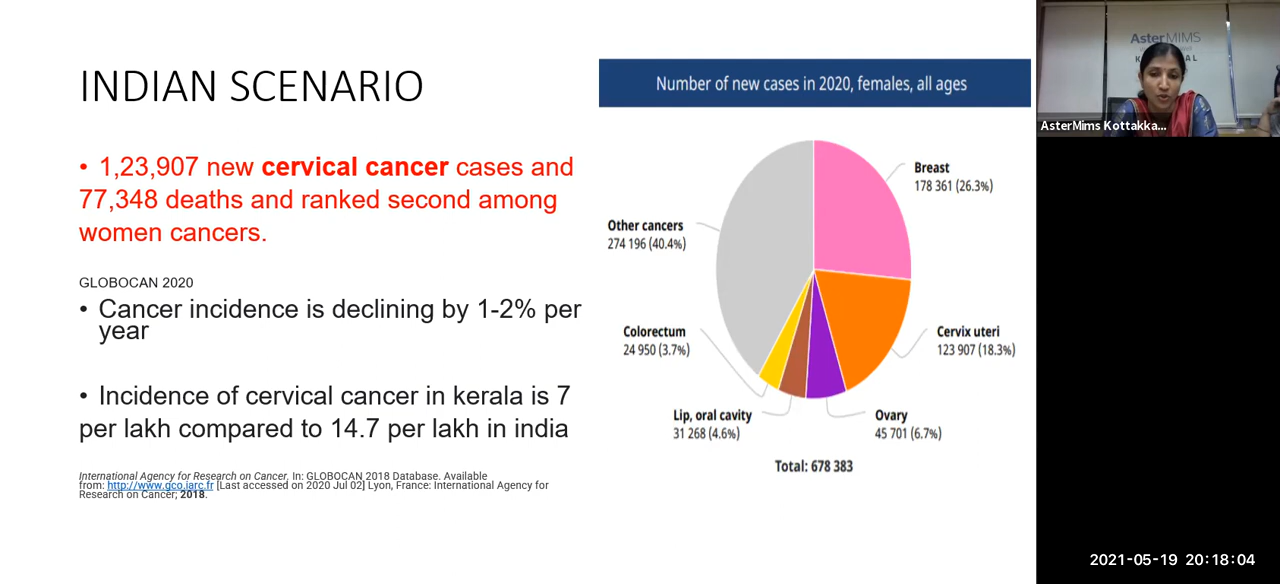 INDIAN SCENARIO
• 1,23,907 new cervical cancer cases and
77,348 deaths and ranked second among
women cancers.
GLOBOCAN 2020
• Cancer incidence is declining by 1-2% per
year
• Incidence of cervical cancer in kerala is 7
per lakh compared to 14.7 per lakh in india
International Agency for Research on Cancer, In: GLOBOCAN 2018 Database. Available
from: http://www.gco.iarc.fr [Last accessed on 2020 Jul 02] Lyon, France: International Agency for
Research on Cancer; 2018.
Number of new cases in 2020, females, all ages
Breast
178 361 (26.3%)
Other cancers
274 196 (40.4%)
Colorectum
24 950 (3.7%)
Cervix uteri
123 907 (18.3%)
Lip, oral cavity
31 268 (4.6%)
Ovary
45 701 (6.7%)
Total: 678 383
AsterMIMS
AsterMims Kottakka...
2021-05-19 20:18:04